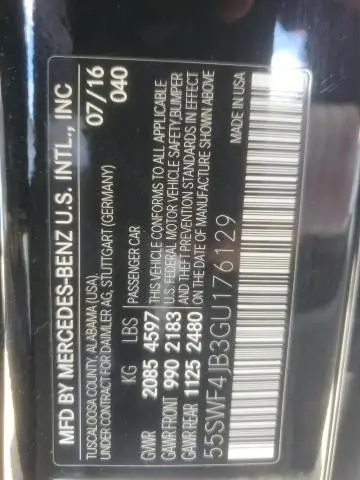 MFD BY MERCEDES-BENZ U.S. INTL., INC
TUSCALOOSA COUNTY, ALABAMA (USA),
UNDER CONTRACT FOR DAIMLER AG, STUTTGART (GERMANY)
07/16
040
KG LBS PASSENGER CAR
GVWR 2085 4597 THIS VEHICLE CONFORMS TO ALL APPLICABLE
GAWR FRONT 990 2183 U.S. FEDERAL MOTOR VEHICLE SAFETY, BUMPER
GAWR REAR 1125 2480 AND THEFT PREVENTION STANDARDS IN EFFECT
ON THE DATE OF MANUFACTURE SHOWN ABOVE
55SWF4JB3GU176129
MADE IN USA